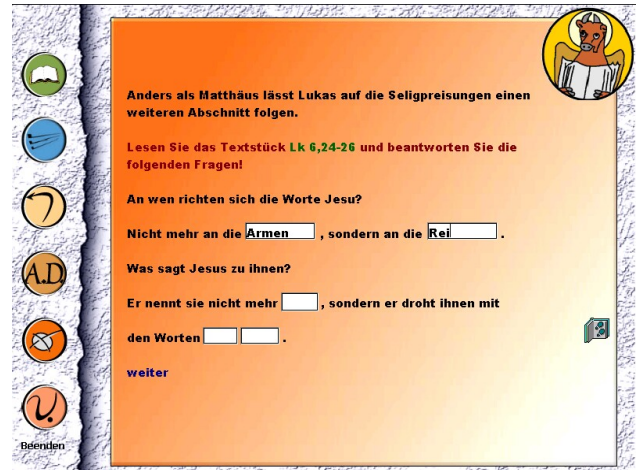 Anders als Matthäus lässt Lukas auf die Seligpreisungen einen
weiteren Abschnitt folgen.
Lesen Sie das Textstück Lk 6,24-26 und beantworten Sie die
folgenden Fragen!
An wen richten sich die Worte Jesu?
Nicht mehr an die Armen , sondern an die Rei .
Was sagt Jesus zu ihnen?
Er nennt sie nicht mehr , sondern er droht ihnen mit
den Worten .
weiter
A.D.
V.
Beenden